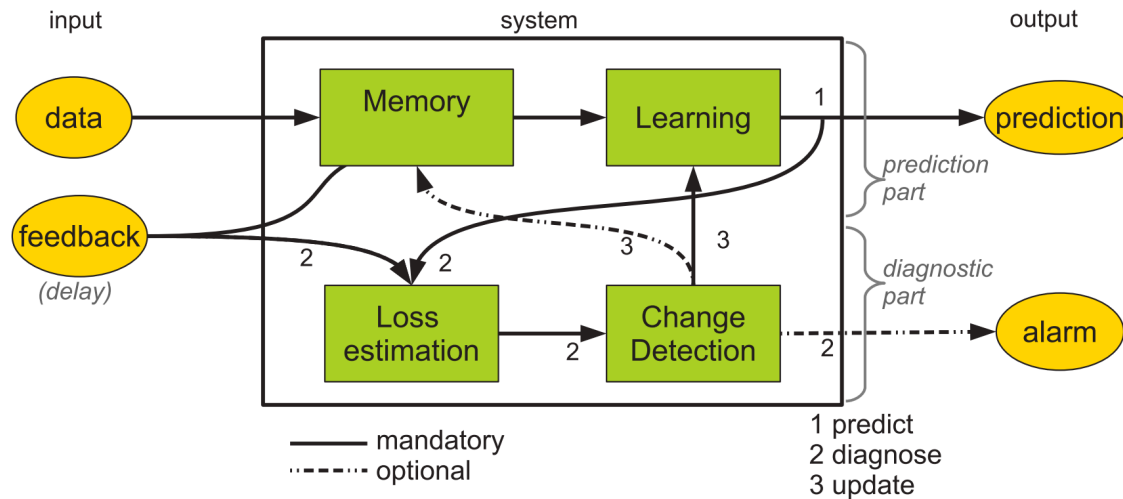 input
system
output
data
Memory
Learning
1
prediction
prediction
part
feedback
(delay)
2
2
3
3
diagnostic
part
Loss
estimation
2
Change
Detection
2
alarm
mandatory
optional
1 predict
2 diagnose
3 update